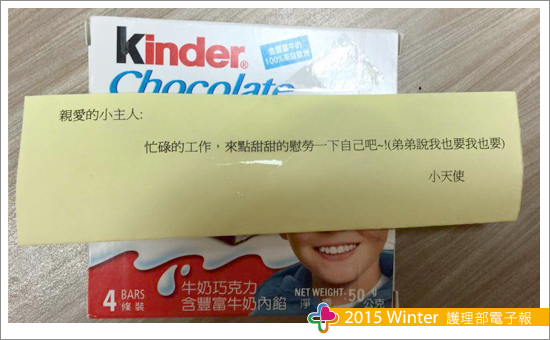 Kinder®
Chocolate
含豐富牛奶
親愛的小主人:
忙碌的工作，來點甜甜的慰勞一下自己吧~!(弟弟說我也要我也要)
小天使
4 BARS
條裝
牛奶巧克力
含豐富牛奶內餡
NET WEIGHT 50
淨
公克
2015 Winter 護理部電子報